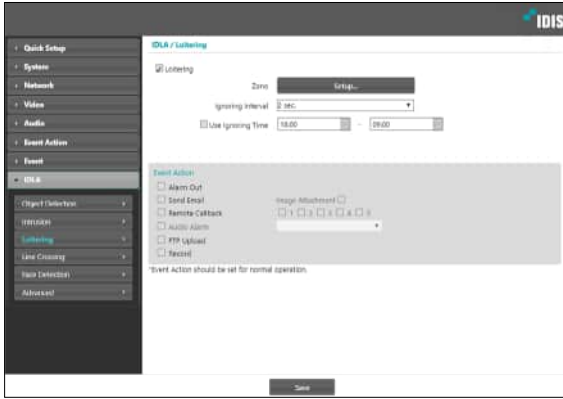 IDIS
Quick Setup
System
Network
Video
Audio
Event Action
Event
IDLA
Object Detection
Intrusion
Loitering
Line Crossing
Face Detection
Advanced
IDLA / Loitering
Loitering
Zone Setup...
Ignoring Interval 2 sec.
Use Ignoring Time 18:00 – 09:00
Event Action
Alarm Out
Send Email Image Attachment
Remote Callback 1 2 3 4 5
Audio Alarm
FTP Upload
Record
*Event Action should be set for normal operation.
Save